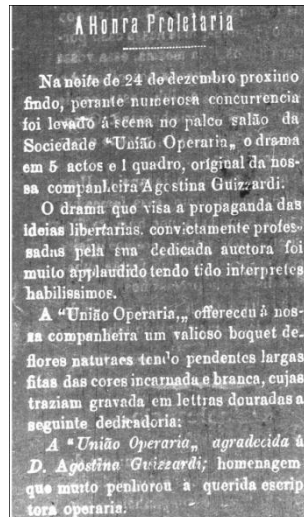 A Honra Proletaria
Na noite de 24 de dezembro proximo
findo, perante numerosa concurrencia
foi levado á scena no palco salão da
Sociedade “União Operaria„ o drama
em 5 actos e 1 quadro, original da nos-
sa companheira Agostina Guizzardi.
O drama que visa a propaganda das
ideias libertarias, convictamente profes-
sadas pela sua dedicada auctora foi
muito applaudido tendo tido interpretes
habilissimos.
A “União Operaria,„ offereceu á nos-
sa companheira um valioso boquet de
flores naturaes tendo pendentes largas
fitas das cores incarnada e branca, cujas
traziam gravada em lettras douradas a
seguinte dedicadoria:
A “União Operaria„ agradecida á
D. Agostina Guizzardi; homenagem
que muito penhorou a querida escrip
tora operaria.